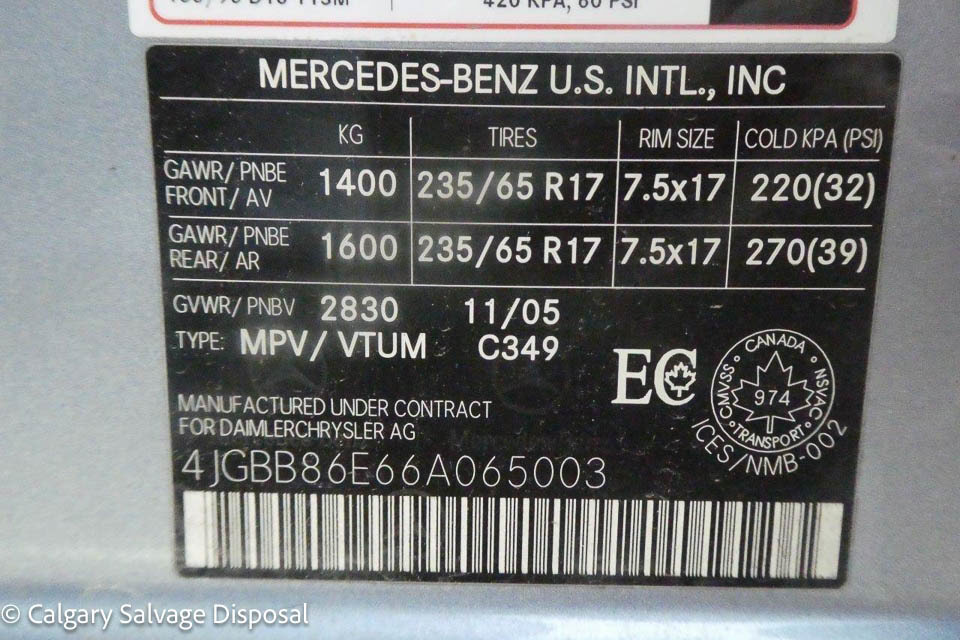 420 KPA, 60 PSI
MERCEDES-BENZ U.S. INTL., INC
KG TIRES RIM SIZE COLD KPA (PSI)
GAWR/ PNBE
FRONT/ AV 1400 235/65 R17 7.5x17 220(32)
GAWR/ PNBE
REAR/ AR 1600 235/65 R17 7.5x17 270(39)
GVWR/ PNBV 2830 11/05
TYPE: MPV/ VTUM C349
EC
CANADA
CMVSS 974 NSVAC
TRANSPORT
ICES/NMB-002
MANUFACTURED UNDER CONTRACT
FOR DAIMLERCHRYSLER AG
4JGBB86E66A065003
© Calgary Salvage Disposal